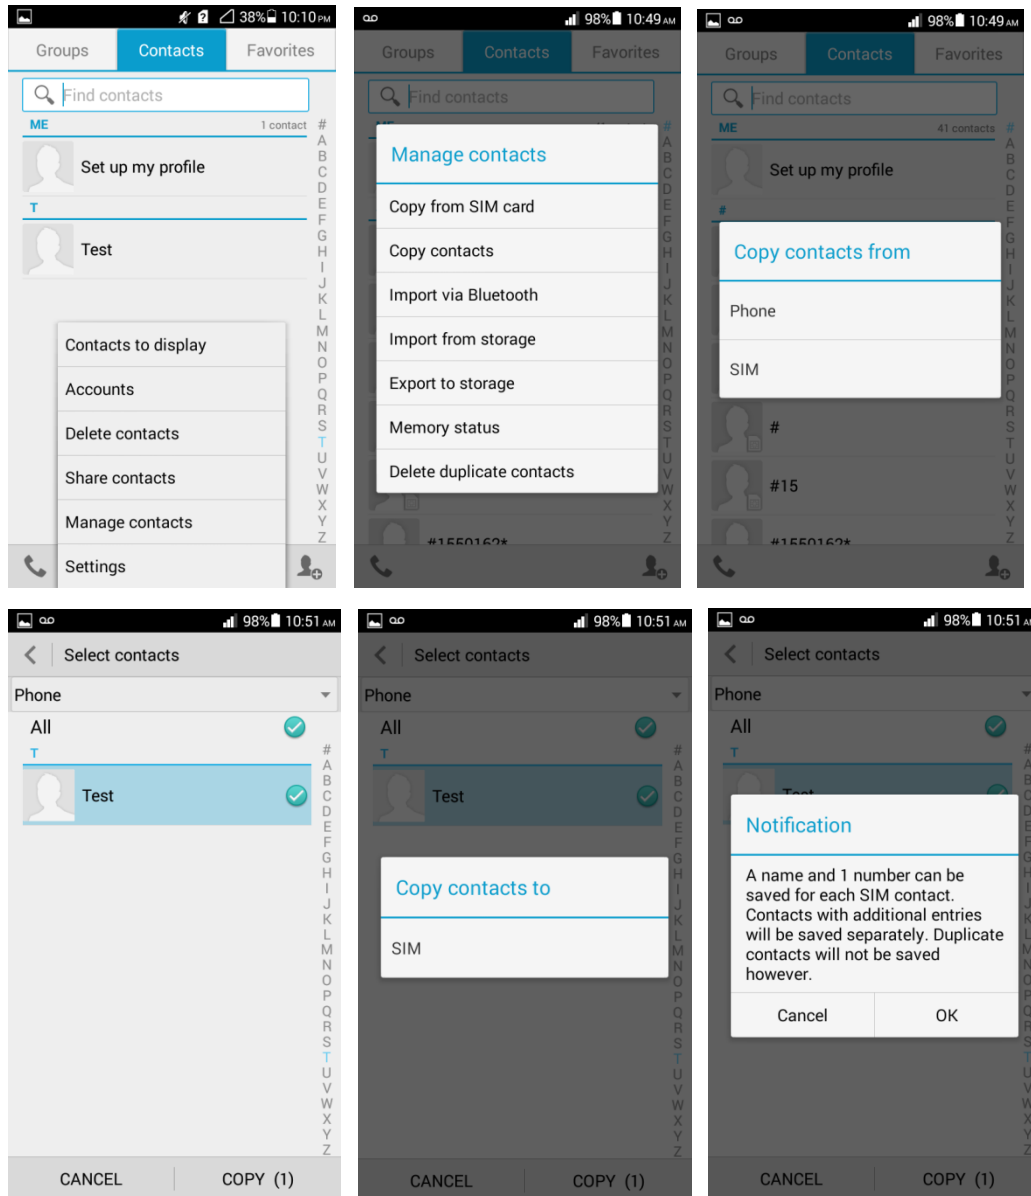 38% 10:10 PM
Groups Contacts Favorites
Find contacts
ME 1 contact
Set up my profile
T
Test
Contacts to display
Accounts
Delete contacts
Share contacts
Manage contacts
Settings
#
A
B
C
D
E
F
G
H
I
J
K
L
M
N
O
P
Q
R
S
T
U
V
W
X
Y
Z
98% 10:49 AM
Groups Contacts Favorites
Find contacts
Manage contacts
Copy from SIM card
Copy contacts
Import via Bluetooth
Import from storage
Export to storage
Memory status
Delete duplicate contacts
#1550162*
#
A
B
C
D
E
F
G
H
I
J
K
L
M
N
O
P
Q
R
S
T
U
V
W
X
Y
Z
98% 10:49 AM
Groups Contacts Favorites
Find contacts
ME 41 contacts
Set up my profile
#
Copy contacts from
Phone
SIM
#
#15
#1550162*
#
A
B
C
D
E
F
G
H
I
J
K
L
M
N
O
P
Q
R
S
T
U
V
W
X
Y
Z
98% 10:51 AM
Select contacts
Phone
All
T
Test
#
A
B
C
D
E
F
G
H
I
J
K
L
M
N
O
P
Q
R
S
T
U
V
W
X
Y
Z
CANCEL COPY (1)
98% 10:51 AM
Select contacts
Phone
All
T
Test
Copy contacts to
SIM
#
A
B
C
D
E
F
G
H
I
J
K
L
M
N
O
P
Q
R
S
T
U
V
W
X
Y
Z
CANCEL COPY (1)
98% 10:51 AM
Select contacts
Phone
All
T
Test
Notification
A name and 1 number can be
saved for each SIM contact.
Contacts with additional entries
will be saved separately. Duplicate
contacts will not be saved
however.
Cancel OK
#
A
B
C
D
E
F
G
H
I
J
K
L
M
N
O
P
Q
R
S
T
U
V
W
X
Y
Z
CANCEL COPY (1)